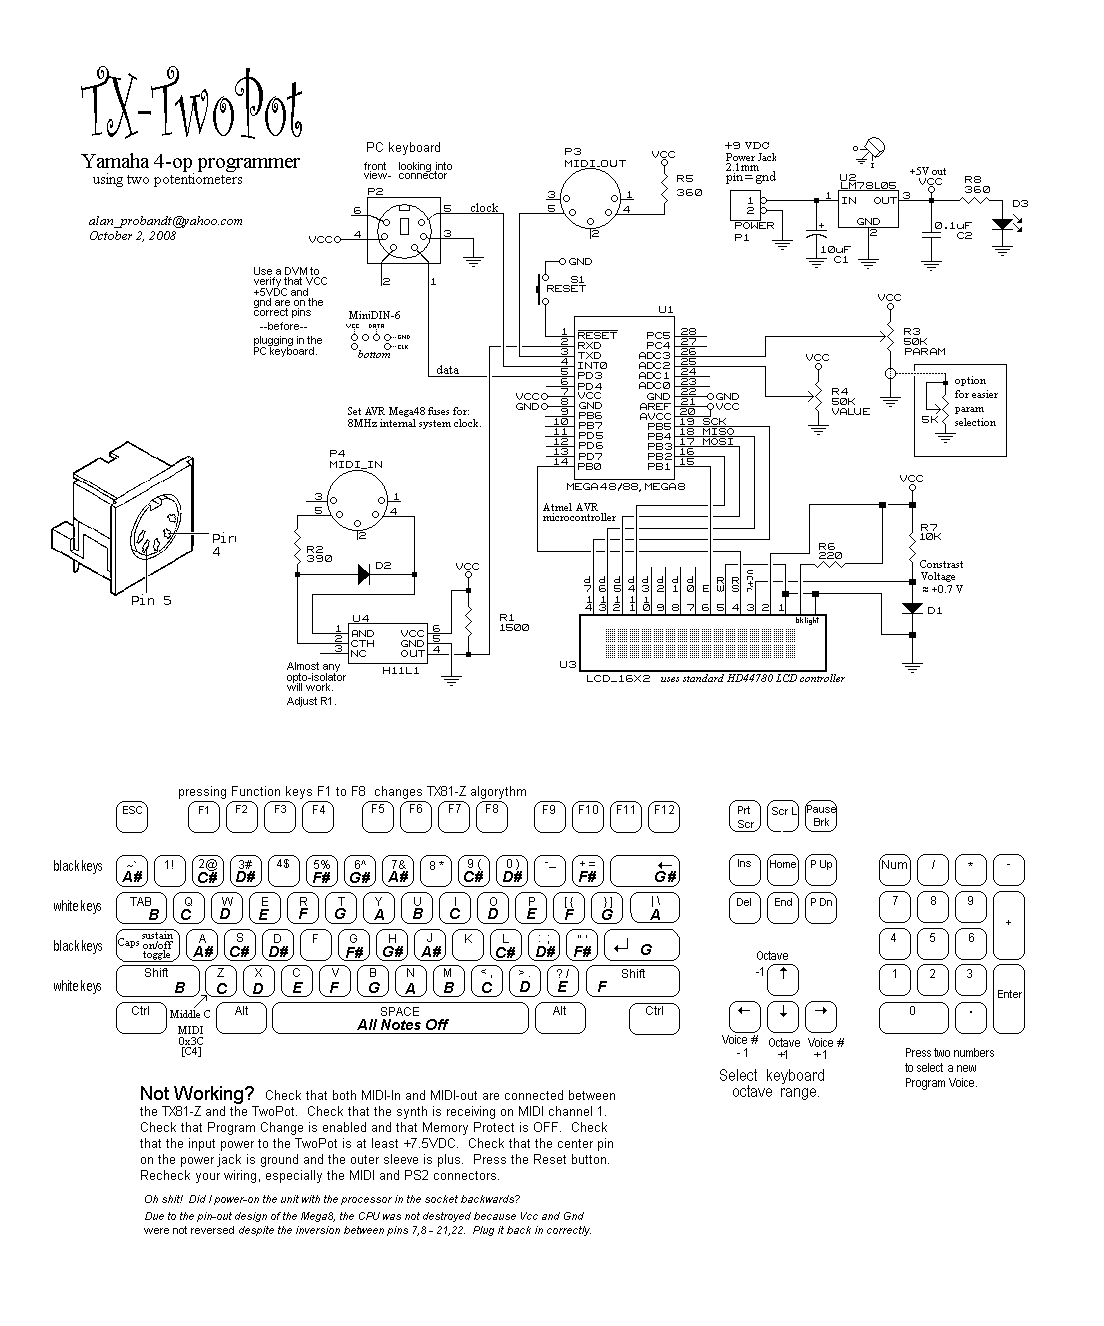 TX-TwoPot
Yamaha 4-op programmer
using two potentiometers
alan_probandt@yahoo.com
October 2, 2008
PC keyboard
front looking into
view- connector
P2
6
5
clock
VCC
4
3
2
1
Use a DVM to
verify that VCC
+5VDC and
gnd are on the
correct pins
--before--
plugging in the
PC keyboard.
MiniDIN-6
VCC DATA
GND
CLK
bottom
data
P3
MIDI_OUT
VCC
3
1
5
4
2
R5
360
GND
S1
RESET
+9 VDC
Power Jack
2.1mm
pin=gnd
1
2
POWER
P1
U2
LM78L05
1
IN OUT
3
GND
2
+
10uF
C1
+5V out
VCC
0.1uF
C2
R8
360
D3
U1
1 RESET PC5 28
2 RXD PC4 27
3 TXD ADC3 26
4 INT0 ADC2 25
5 PD3 ADC1 24
6 PD4 ADC0 23
VCC 7 VCC GND 22 GND
GND 8 GND AREF 21 VCC
9 PB6 AVCC 20
10 PB7 PB5 19 SCK
11 PD5 PB4 18 MISO
12 PD6 PB3 17 MOSI
13 PD7 PB2 16
14 PB0 PB1 15
MEGA48/88,MEGA8
Atmel AVR
microcontroller
Set AVR Mega48 fuses for:
8MHz internal system clock.
VCC
R3
50K
PARAM
VCC
R4
50K
VALUE
option
for easier
param
selection
5K
P4
MIDI_IN
3
1
5
4
2
R2
390
D2
VCC
R1
1500
U4
1 AND VCC 6
2 CTH GND 5
3 NC OUT 4
H11L1
Almost any
opto-isolator
will work.
Adjust R1.
Pin
4
Pin 5
VCC
R7
10K
R6
220
Constrast
Voltage
≈ +0.7 V
D1
d7 d6 d5 d4 d3 d2 d1 d0 E RW RS
14 13 12 11 10 9 8 7 6 5 4 3 2 1
bklight
U3
LCD_16X2 uses standard HD44780 LCD controller
pressing Function keys F1 to F8 changes TX81-Z algorythm
ESC F1 F2 F3 F4 F5 F6 F7 F8 F9 F10 F11 F12
Prt
Scr
Scr L
Pause
Brk
black keys
~` 1! 2@ 3# 4$ 5% 6^ 7& 8* 9( 0) -_ +=  ←
A# C# D# F# G# A# C# D# F# G#
Ins Home P Up
Num / * -
white keys
TAB Q W E R T Y U I O P [{ }] |\
B C D E F G A B C D E F G A
Del End P Dn
7 8 9
+
black keys
Caps
sustain
on/off
toggle
A S D F G H J K L :; "'
A# C# D# F# G# A# C# D# F# G
4 5 6
white keys
Shift Z X C V B N M <, >. ?/ Shift
B C D E F G A B C D E F
Octave
-1 ↑
1 2 3
Enter
Ctrl
Middle C
MIDI
0x3C
[C4]
Alt
SPACE
All Notes Off
Alt
Ctrl
← ↓ →
0 .
Voice #
- 1
Octave
+1
Voice #
+1
Select keyboard
octave range.
Press two numbers
to select a new
Program Voice.
Not Working? Check that both MIDI-In and MIDI-out are connected between
the TX81-Z and the TwoPot. Check that the synth is receiving on MIDI channel 1.
Check that Program Change is enabled and that Memory Protect is OFF. Check
that the input power to the TwoPot is at least +7.5VDC. Check that the center pin
on the power jack is ground and the outer sleeve is plus. Press the Reset button.
Recheck your wiring, especially the MIDI and PS2 connectors.
Oh shit! Did I power-on the unit with the processor in the socket backwards?
Due to the pin-out design of the Mega8, the CPU was not destroyed because Vcc and Gnd
were not reversed despite the inversion between pins 7,8 - 21,22. Plug it back in correctly.